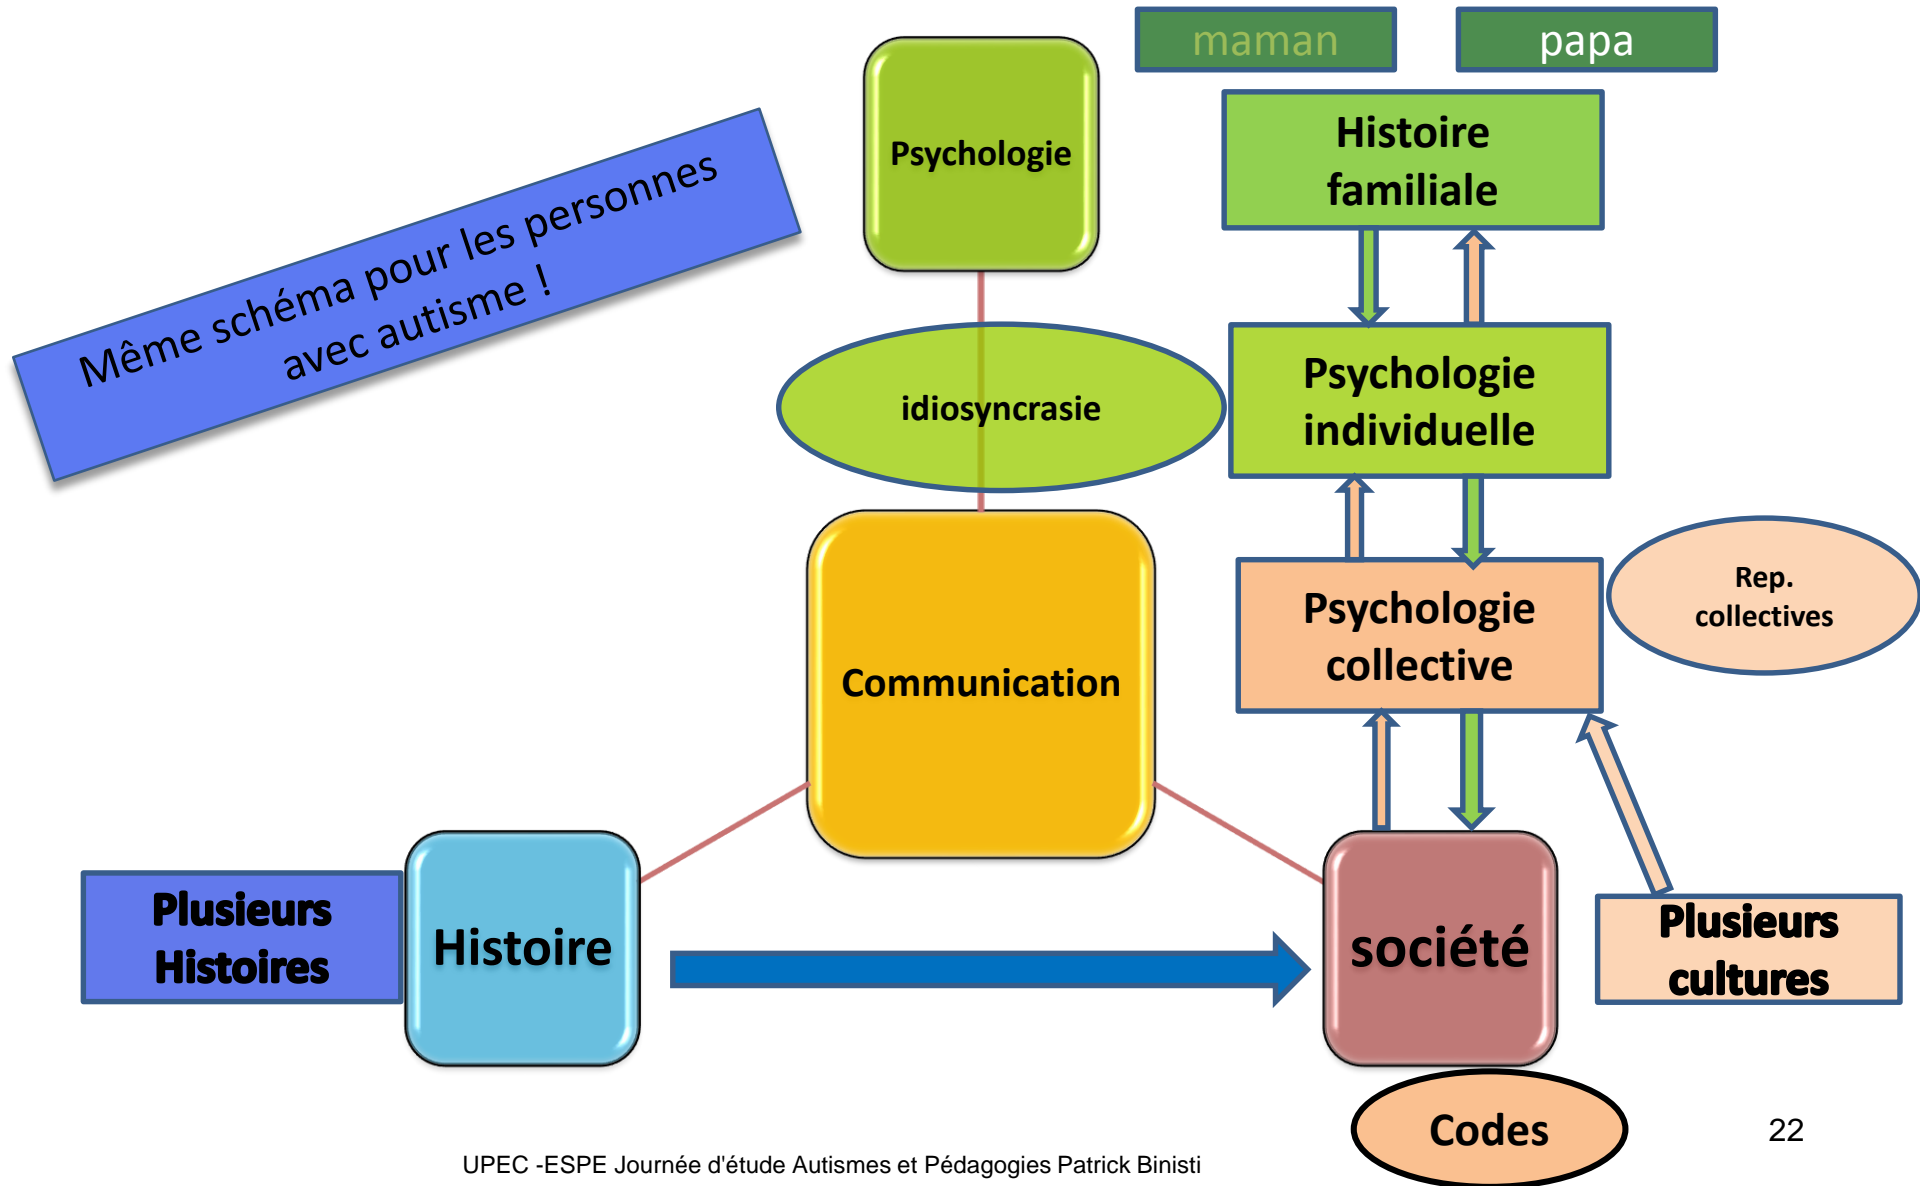 maman
papa
Psychologie
Histoire
familiale
Même schéma pour les personnes
avec autisme !
idiosyncrasie
Psychologie
individuelle
Psychologie
collective
Rep.
collectives
Communication
Plusieurs
Histoires
Histoire
société
Plusieurs
cultures
Codes
22
UPEC -ESPE Journée d'étude Autismes et Pédagogies Patrick Binisti